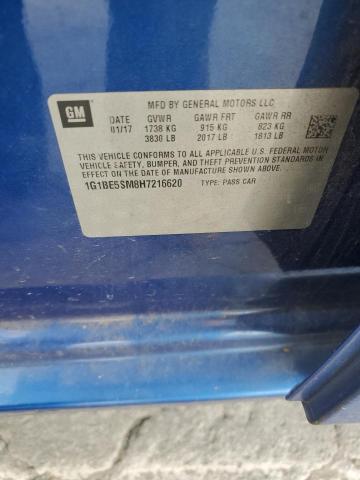 GM
MFD BY GENERAL MOTORS LLC
DATE GVWR GAWR FRT GAWR RR
01/17 1738 KG 915 KG 823 KG
3830 LB 2017 LB 1813 LB
THIS VEHICLE CONFORMS TO ALL APPLICABLE U.S. FEDERAL MOTOR
VEHICLE SAFETY, BUMPER, AND THEFT PREVENTION STANDARDS IN
EFFECT ON THE DATE OF MANUFACTURE SHOWN ABOVE.
1G1BE5SM8H7216620 TYPE: PASS CAR